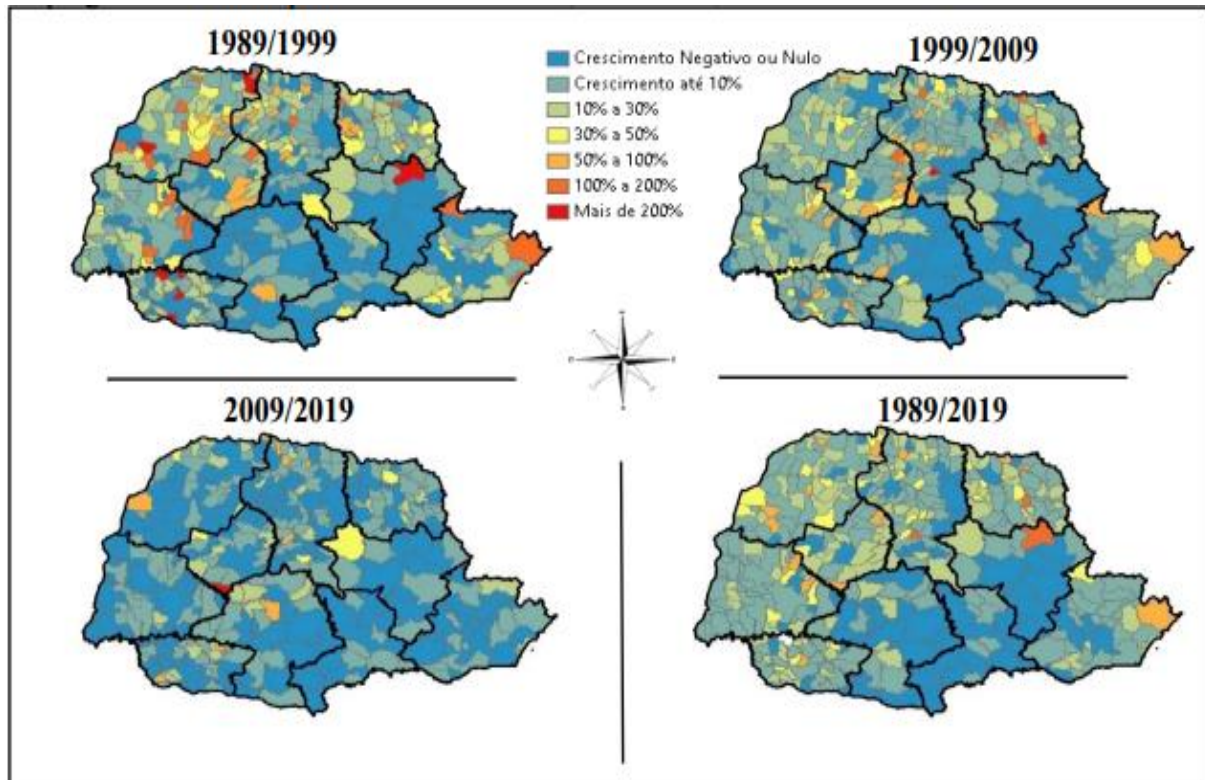 1989/1999
Crescimento Negativo ou Nulo
Crescimento até 10%
10% a 30%
30% a 50%
50% a 100%
100% a 200%
Mais de 200%
1999/2009
2009/2019
1989/2019